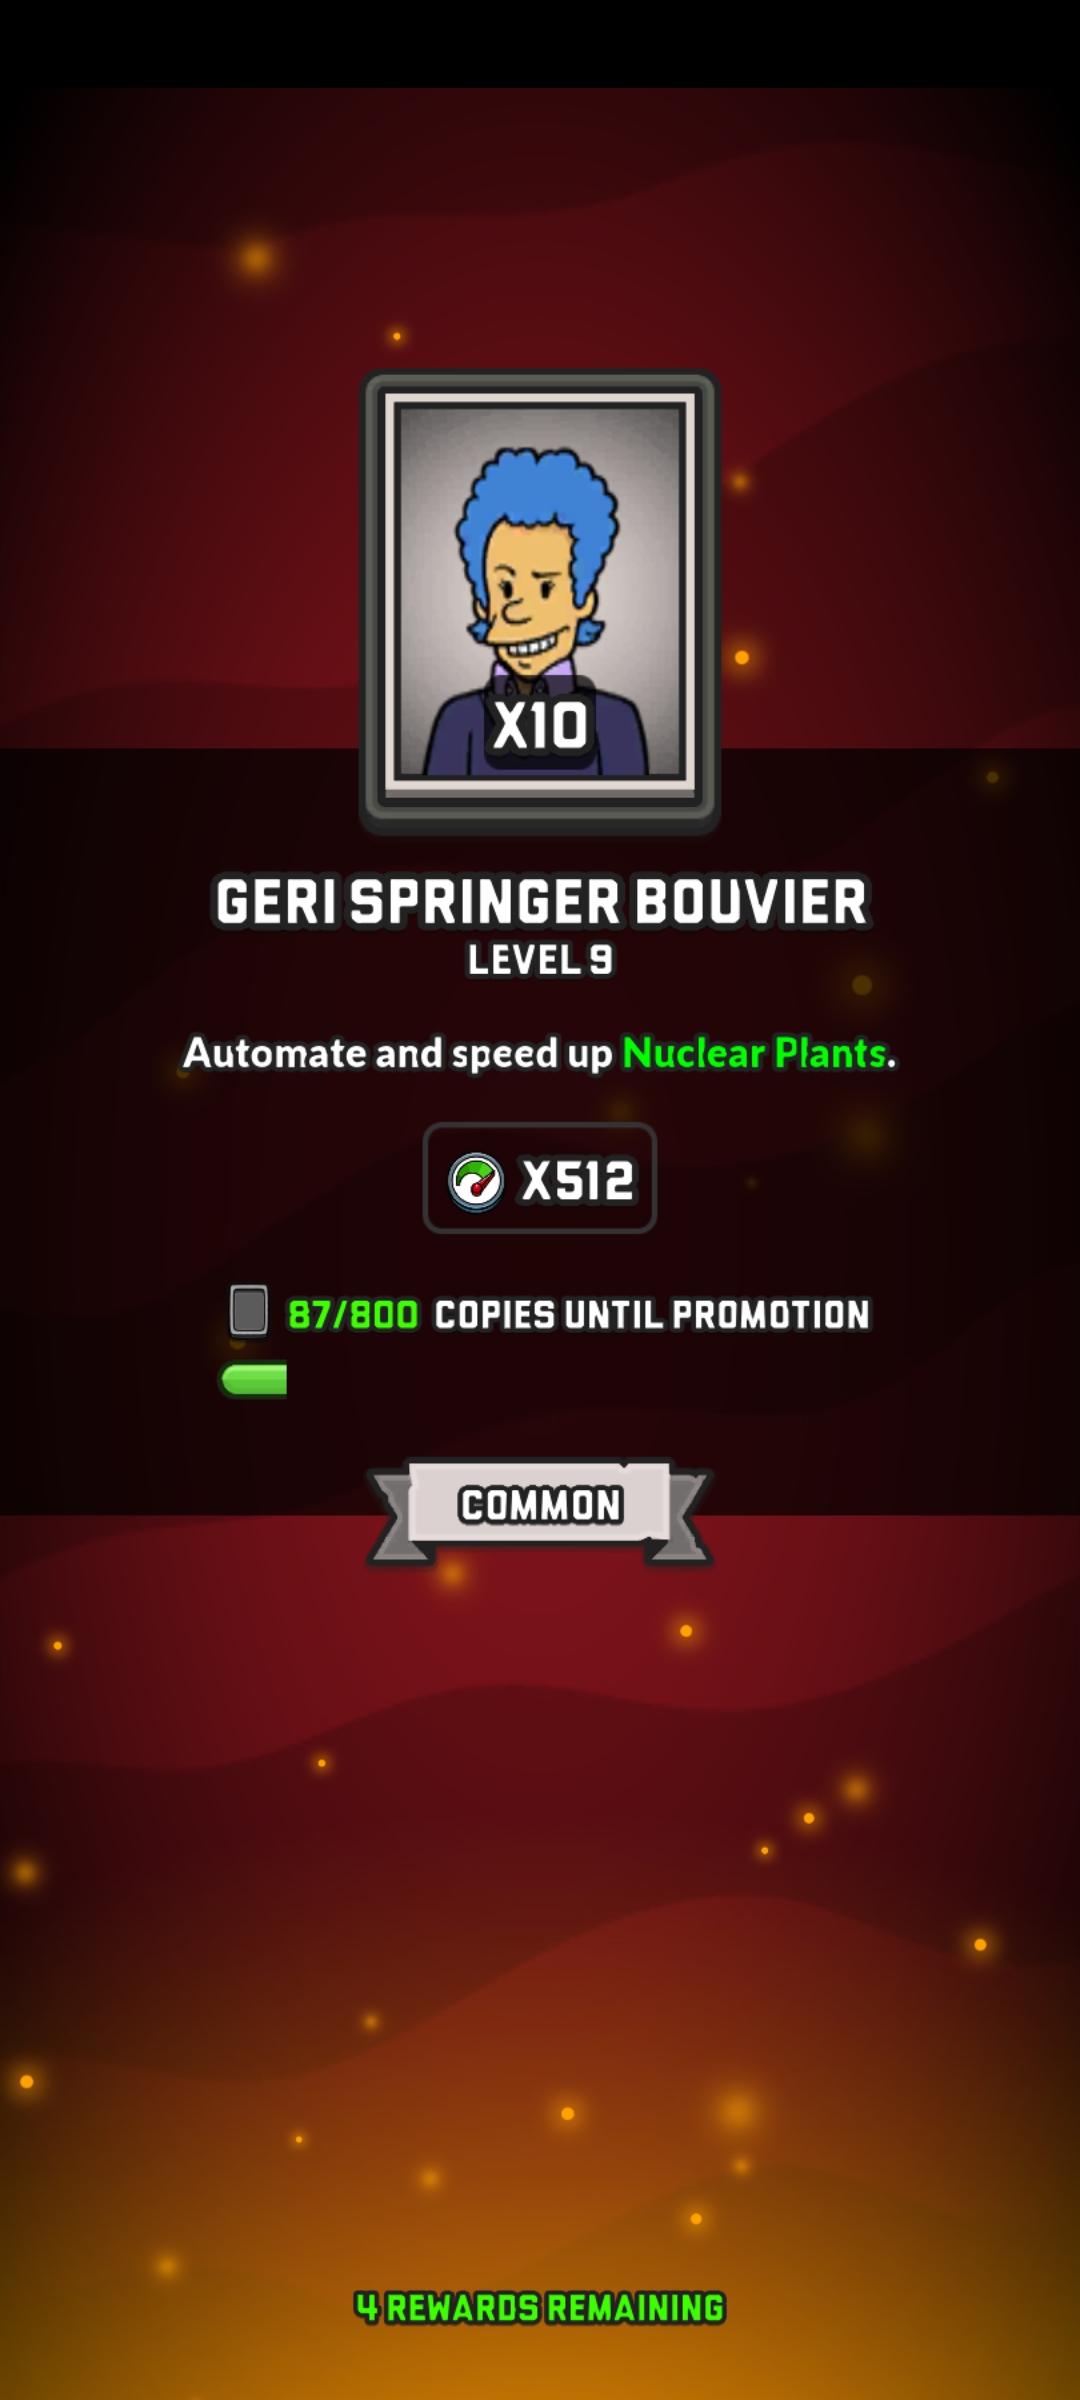 X10
GERI SPRINGER BOUVIER
LEVEL 9
Automate and speed up Nuclear Plants.
X512
87/800 COPIES UNTIL PROMOTION
COMMON
4 REWARDS REMAINING